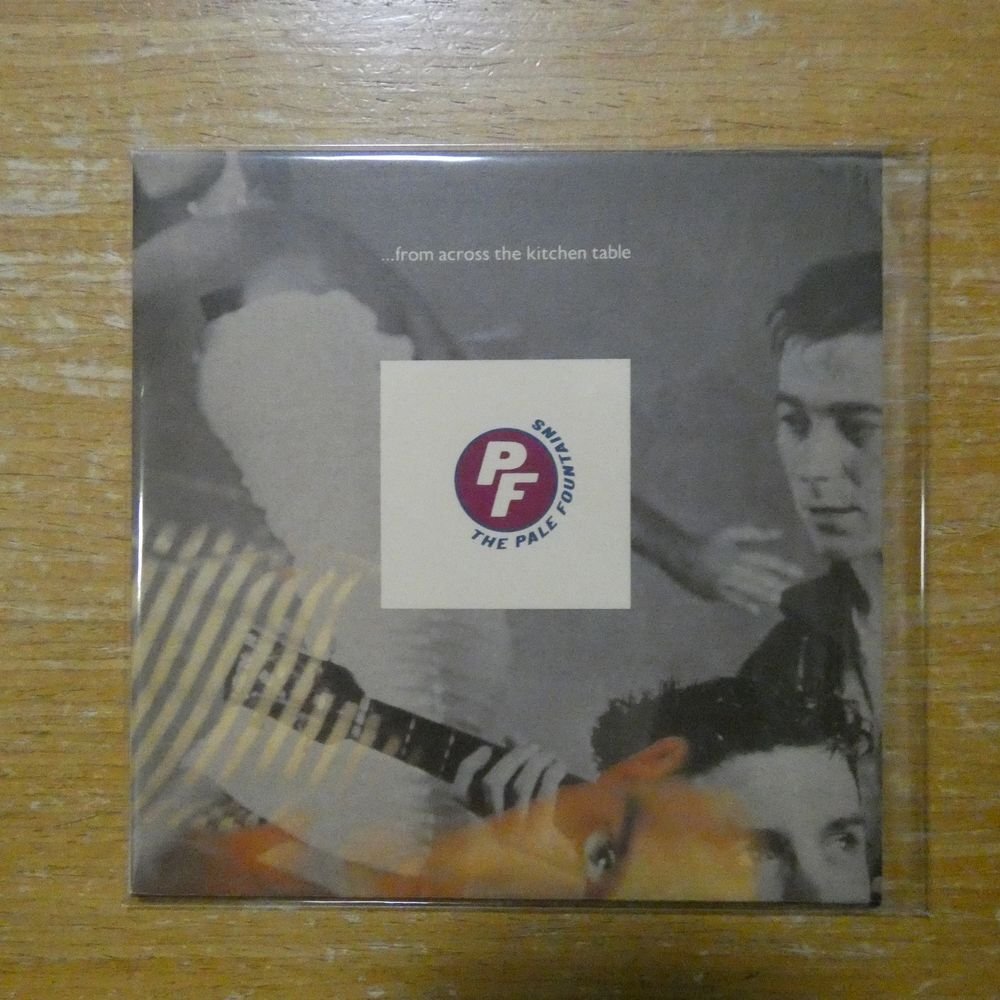 ...from across the kitchen table
PF
THE PALE FOUNTAINS